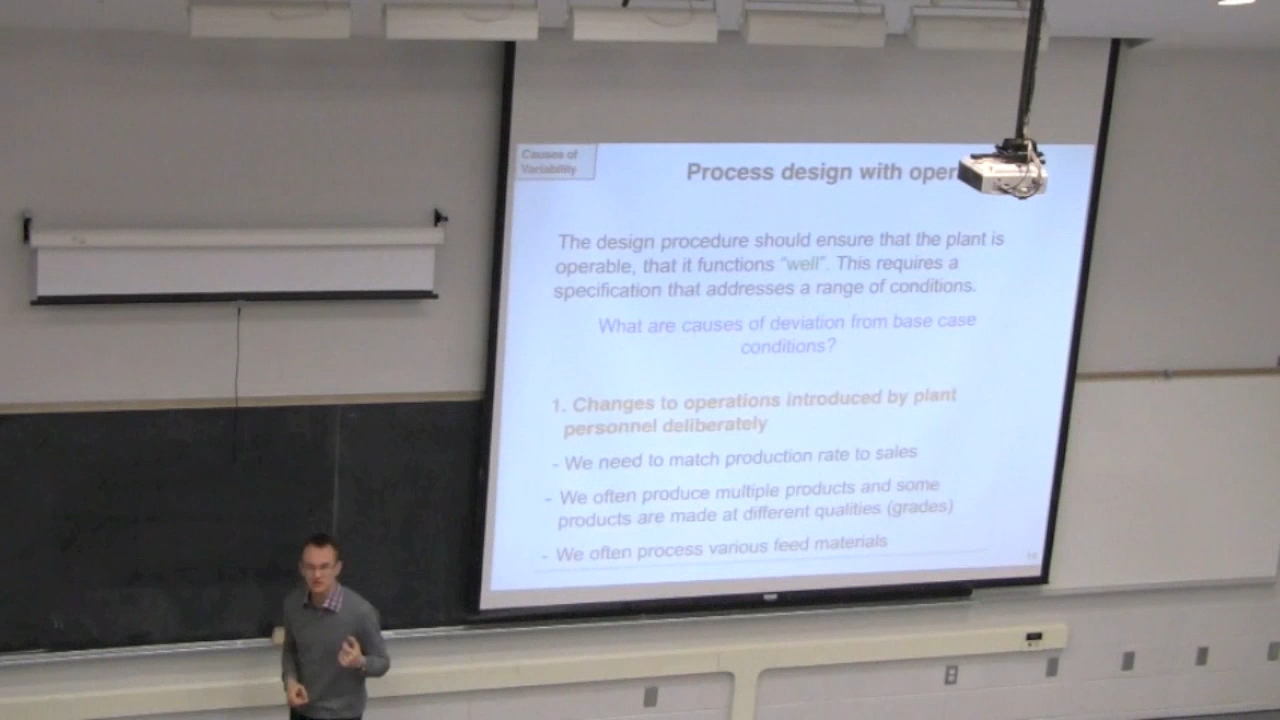 Causes of
Variability
Process design with oper
The design procedure should ensure that the plant is
operable, that it functions "well". This requires a
specification that addresses a range of conditions.
What are causes of deviation from base case
conditions?
1. Changes to operations introduced by plant
personnel deliberately
- We need to match production rate to sales
- We often produce multiple products and some
products are made at different qualities (grades)
- We often process various feed materials